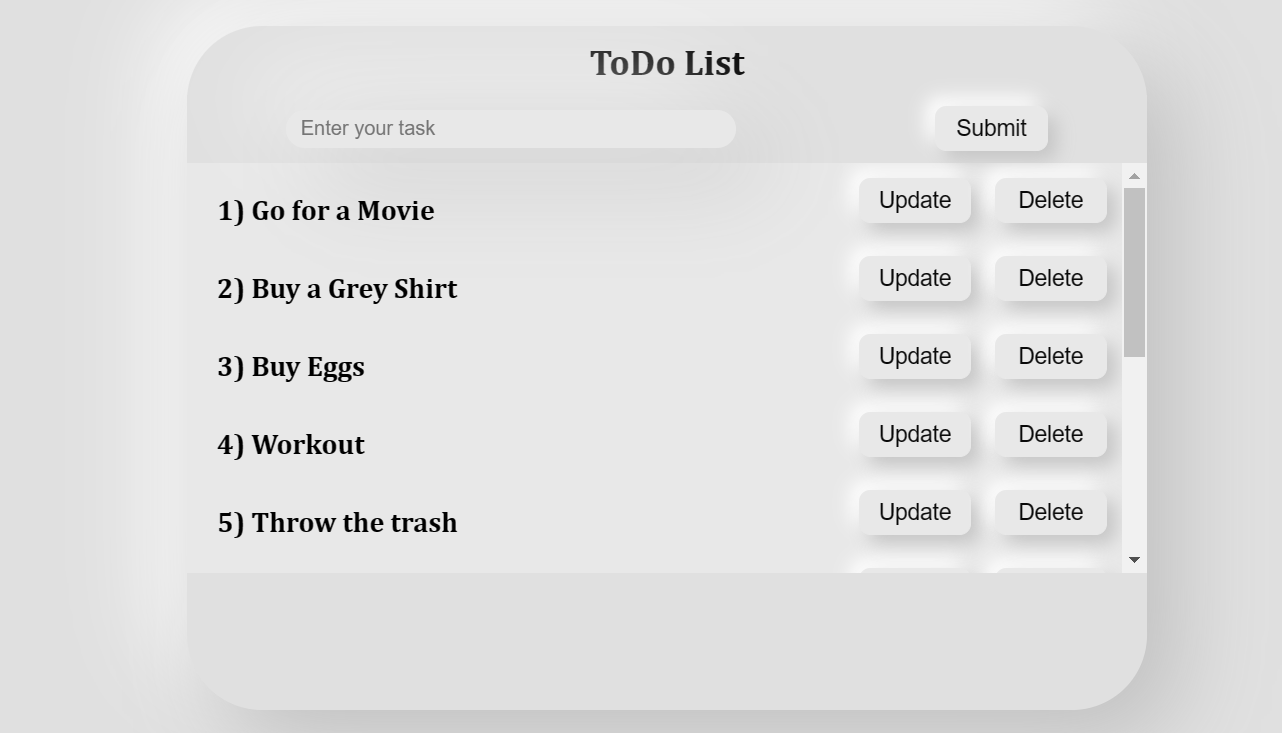 ToDo List
Enter your task
Submit
1) Go for a Movie
Update
Delete
2) Buy a Grey Shirt
Update
Delete
3) Buy Eggs
Update
Delete
4) Workout
Update
Delete
5) Throw the trash
Update
Delete